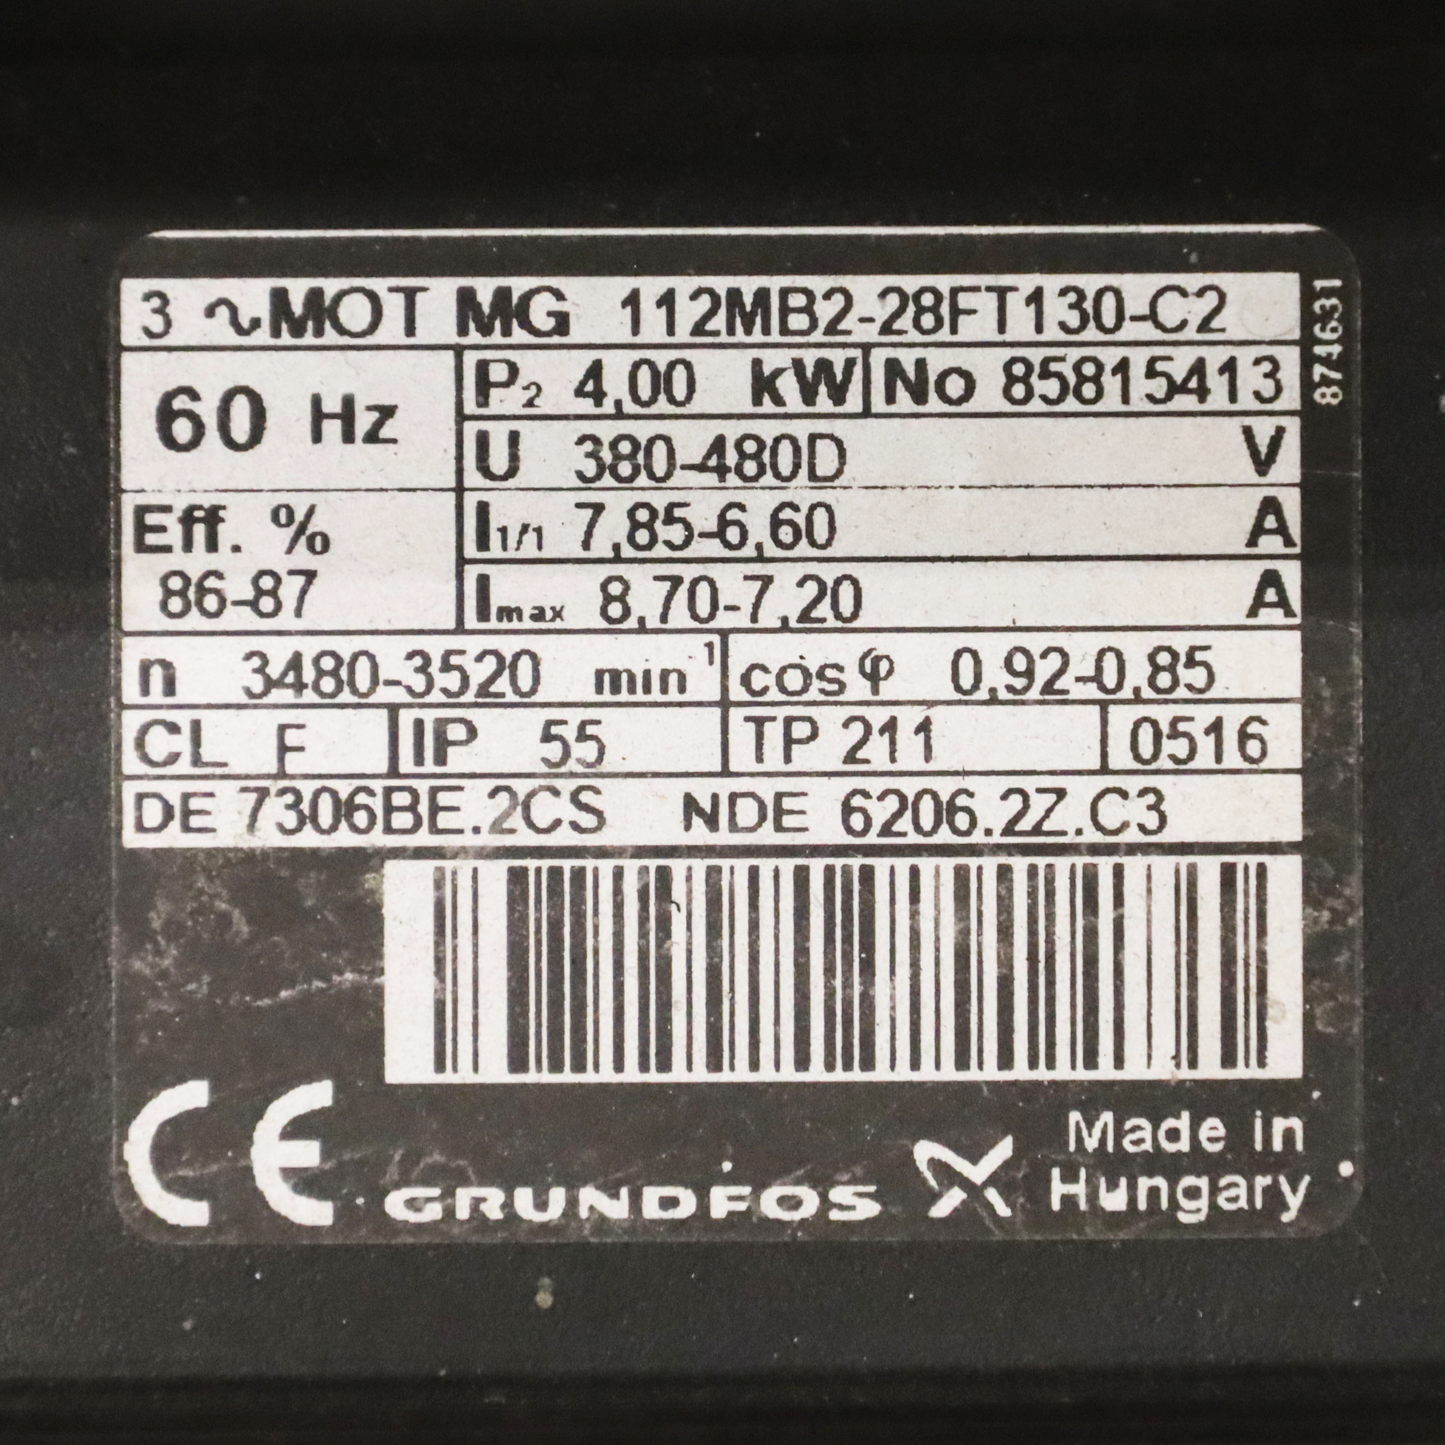 3 ~MOT MG 112MB2-28FT130-C2
874631
60 Hz
P2 4,00 kW No 85815413
U 380-480D V
Eff. %
86-87
I1/1 7,85-6,60 A
Imax 8,70-7,20 A
n 3480-3520 min-1 cosφ 0,92-0,85
CL F IP 55 TP 211 0516
DE 7306BE.2CS NDE 6206.2Z.C3
CE GRUNDFOS
Made in
Hungary